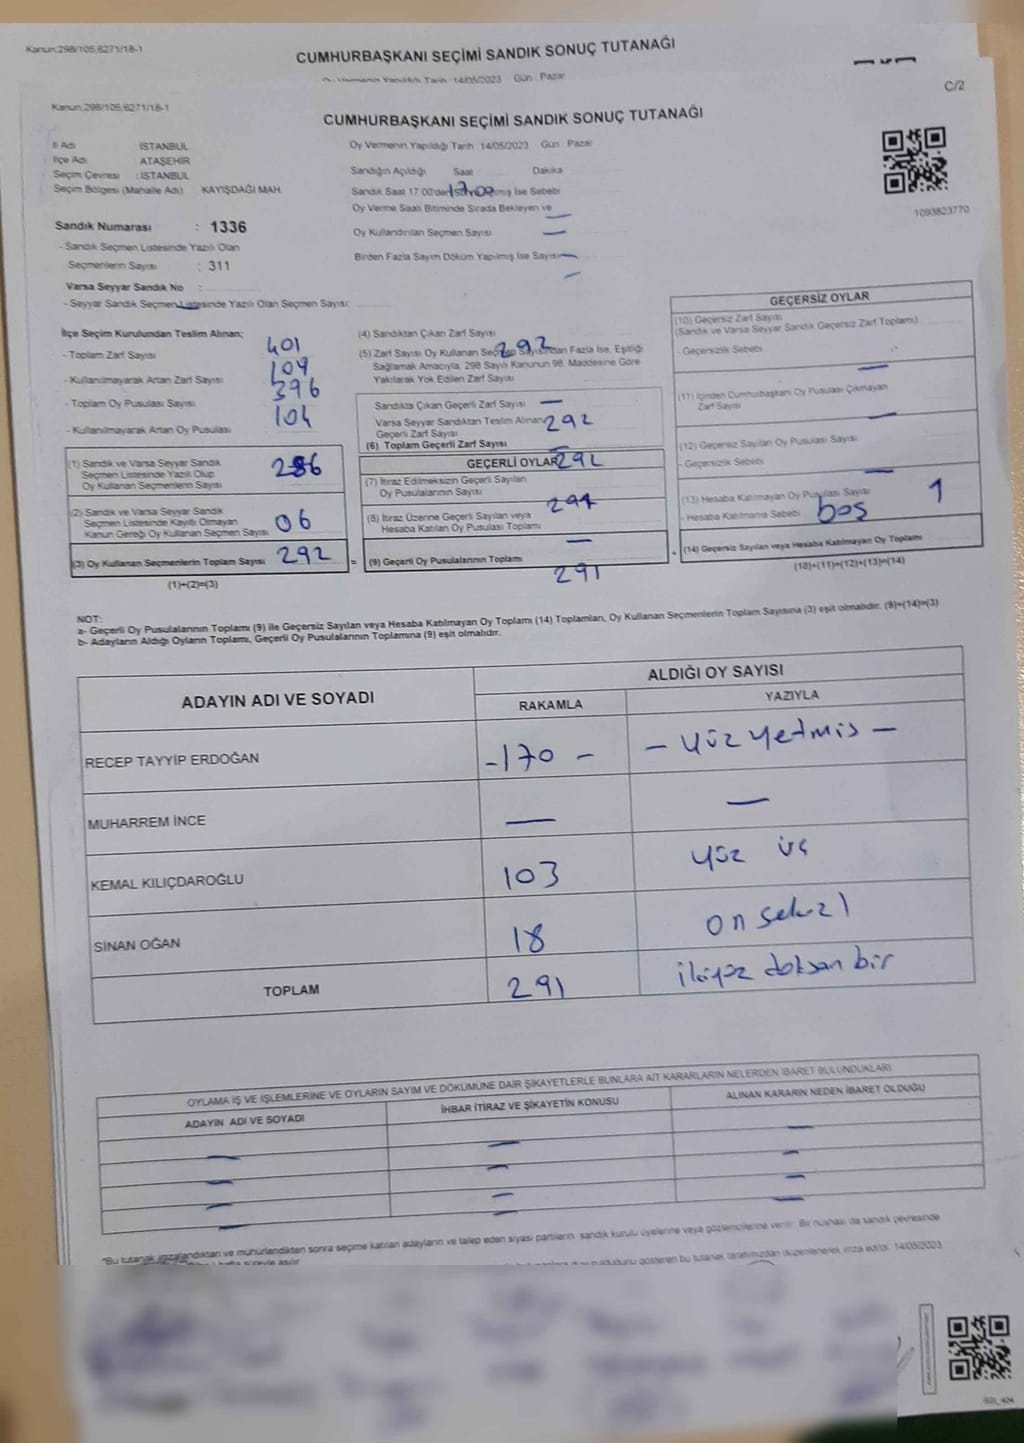 Kanun;298/105,6271/18-1
CUMHURBAŞKANI SEÇİMİ SANDIK SONUÇ TUTANAĞI
Tarih :14/05/2023 Gün : Pazar
C/2
Kanun;298/105,6271/18-1
CUMHURBAŞKANI SEÇİMİ SANDIK SONUÇ TUTANAĞI
İl Adı İSTANBUL
İlçe Adı ATAŞEHİR
Seçim Çevresi : İSTANBUL
Seçim Bölgesi (Mahalle Adı) KAYIŞDAĞI MAH.
Oy Vermenin Yapıldığı Tarih :14/05/2023 Gün : Pazar
Sandığın Açıldığı Saat Dakika
Sandık Saat 17:00'den 17:00 ise Sebebi
Oy Verme Saati Bitiminde Sırada Bekleyen ve —
Oy Kullandırılan Seçmen Sayısı —
Birden Fazla Sayım Döküm Yapılmış İse Sayısı —
1093823770
Sandık Numarası : 1336
- Sandık Seçmen Listesinde Yazılı Olan
Seçmenlerin Sayısı : 311
Varsa Seyyar Sandık No :
- Seyyar Sandık Seçmen Listesinde Yazılı Olan Seçmen Sayısı:
İlçe Seçim Kurulundan Teslim Alınan;
- Toplam Zarf Sayısı 401
- Kullanılmayarak Artan Zarf Sayısı 109
- Toplam Oy Pusulası Sayısı 396
- Kullanılmayarak Artan Oy Pusulası 104
(1) Sandık ve Varsa Seyyar Sandık
Seçmen Listesinde Yazılı Olup
Oy Kullanan Seçmenlerin Sayısı 286
(2) Sandık ve Varsa Seyyar Sandık
Seçmen Listesinde Kayıtlı Olmayan
Kanun Gereği Oy Kullanan Seçmen Sayısı 06
(3) Oy Kullanan Seçmenlerin Toplam Sayısı 292
(1)+(2)=(3)
(4) Sandıktan Çıkan Zarf Sayısı 292
(5) Zarf Sayısı Oy Kullanan Seçmen Sayısından Fazla İse, Eşitliği
Sağlamak Amacıyla, 298 Sayılı Kanunun 98. Maddesine Göre
Yakılarak Yok Edilen Zarf Sayısı
Sandıkta Çıkan Geçerli Zarf Sayısı —
Varsa Seyyar Sandıktan Teslim Alınan 292
Geçerli Zarf Sayısı
(6) Toplam Geçerli Zarf Sayısı —
GEÇERLİ OYLAR 292
(7) İtiraz Edilmeksizin Geçerli Sayılan
Oy Pusulalarının Sayısı
(8) İtiraz Üzerine Geçerli Sayılan veya
Hesaba Katılan Oy Pusulası Toplamı —
= (9) Geçerli Oy Pusulalarının Toplamı
291
GEÇERSİZ OYLAR
(10) Geçersiz Zarf Sayısı
(Sandık ve Varsa Seyyar Sandık Geçersiz Zarf Toplamı)
- Geçersizlik Sebebi
(11) İçinden Cumhurbaşkanı Oy Pusulası Çıkmayan
Zarf Sayısı
(12) Geçersiz Sayılan Oy Pusulası Sayısı
- Geçersizlik Sebebi
(13) Hesaba Katılmayan Oy Pusulası Sayısı 1
- Hesaba Katılmama Sebebi boş
+ (14) Geçersiz Sayılan veya Hesaba Katılmayan Oy Toplamı
(10)+(11)+(12)+(13)=(14)
NOT:
a- Geçerli Oy Pusulalarının Toplamı (9) ile Geçersiz Sayılan veya Hesaba Katılmayan Oy Toplamı (14) Toplamları, Oy Kullanan Seçmenlerin Toplam Sayısına (3) eşit olmalıdır. (9)+(14)=(3)
b- Adayların Aldığı Oyların Toplamı, Geçerli Oy Pusulalarının Toplamına (9) eşit olmalıdır.
ADAYIN ADI VE SOYADI ALDIĞI OY SAYISI
RAKAMLA YAZIYLA
RECEP TAYYİP ERDOĞAN -170 - - yüz yetmis -
MUHARREM İNCE — —
KEMAL KILIÇDAROĞLU 103 yüz üç
SİNAN OĞAN 18 on sekiz
TOPLAM 291 ikiyüz doksan bir
OYLAMA İŞ VE İŞLEMLERİNE VE OYLARIN SAYIM VE DÖKÜMÜNE DAİR ŞİKAYETLERLE BUNLARA AİT KARARLARIN NELERDEN İBARET BULUNDUKLARI
ADAYIN ADI VE SOYADI İHBAR İTİRAZ VE ŞİKAYETİN KONUSU ALINAN KARARIN NEDEN İBARET OLDUĞU
*Bu tutanak imzalandıktan ve mühürlendikten sonra seçime katılan adayların ve talep eden siyasi partilerin sandık kurulu üyelerine veya gözlemcilerine verilir. Bir nüshası da sandık çevresinde
gösteren bu tutanak tarafımızdan düzenlenerek imza edildi. 14/05/2023